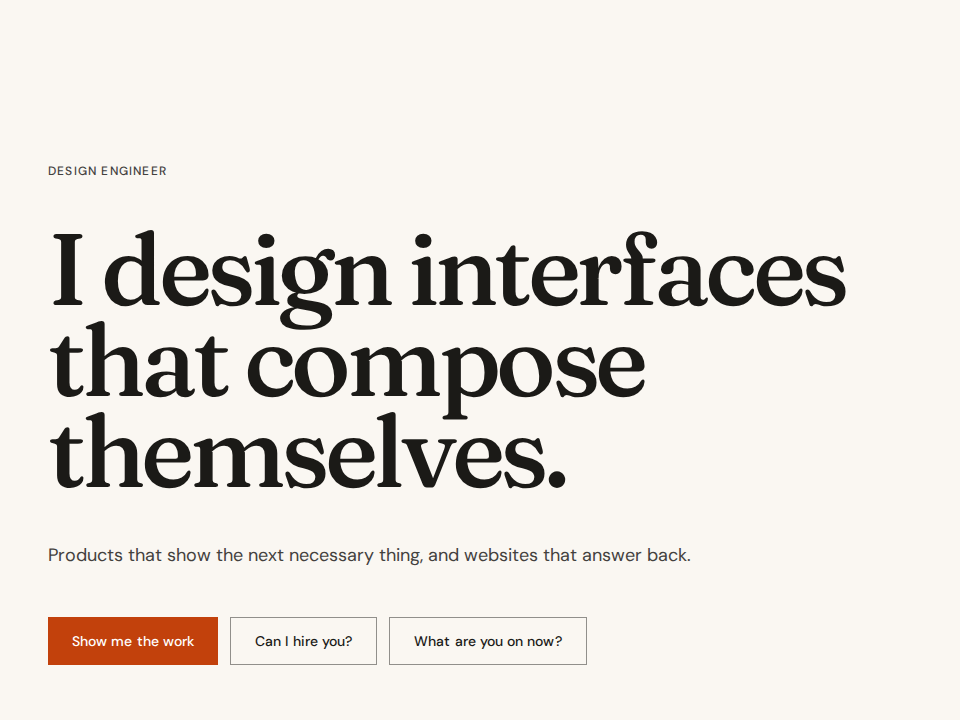 DESIGN ENGINEER
I design interfaces
that compose
themselves.
Products that show the next necessary thing, and websites that answer back.
Show me the work
Can I hire you?
What are you on now?